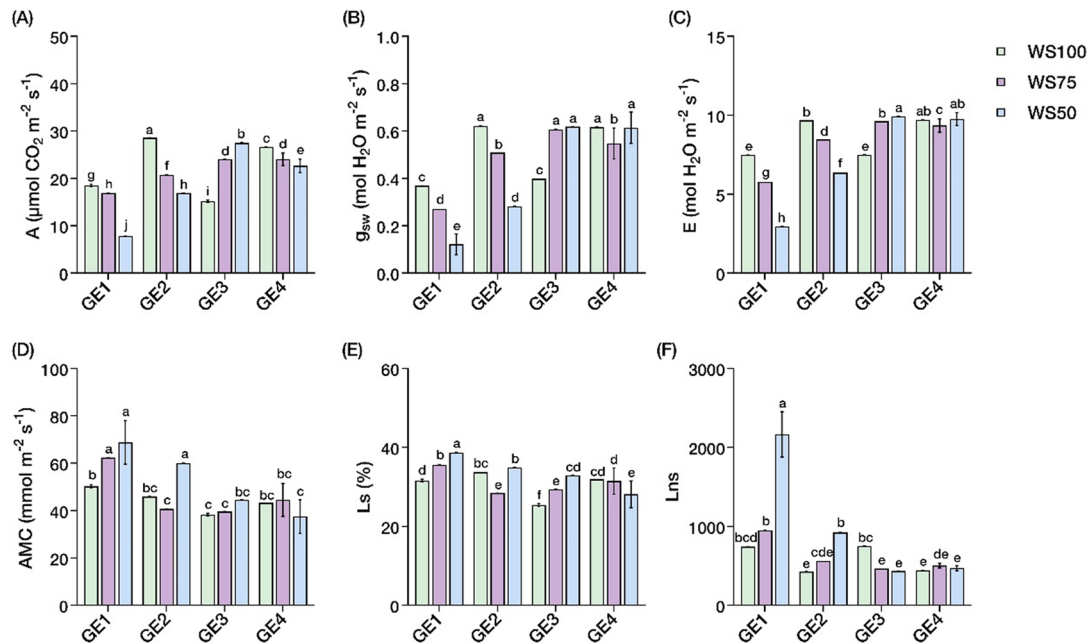 (A)
A (µmol CO₂ m⁻² s⁻¹)
50
40
30
20
10
0
g h j
a f h
i d b
c d e
GE1 GE2 GE3 GE4
(B)
gsw (mol H₂O m⁻² s⁻¹)
1.0
0.8
0.6
0.4
0.2
0.0
c d e
a b d
c a a
a b a
GE1 GE2 GE3 GE4
(C)
E (mol H₂O m⁻² s⁻¹)
15
10
5
0
e g h
b d f
e b a
ab c ab
GE1 GE2 GE3 GE4
WS100
WS75
WS50
(D)
AMC (mmol m⁻² s⁻¹)
100
80
60
40
20
0
b a a
bc c a
c c bc
bc bc c
GE1 GE2 GE3 GE4
(E)
Ls (%)
60
40
20
0
d b a
bc e b
f e cd
cd d e
GE1 GE2 GE3 GE4
(F)
Lns
3000
2000
1000
500
0
bcd b a
e cde b
bc e e
e de e
GE1 GE2 GE3 GE4